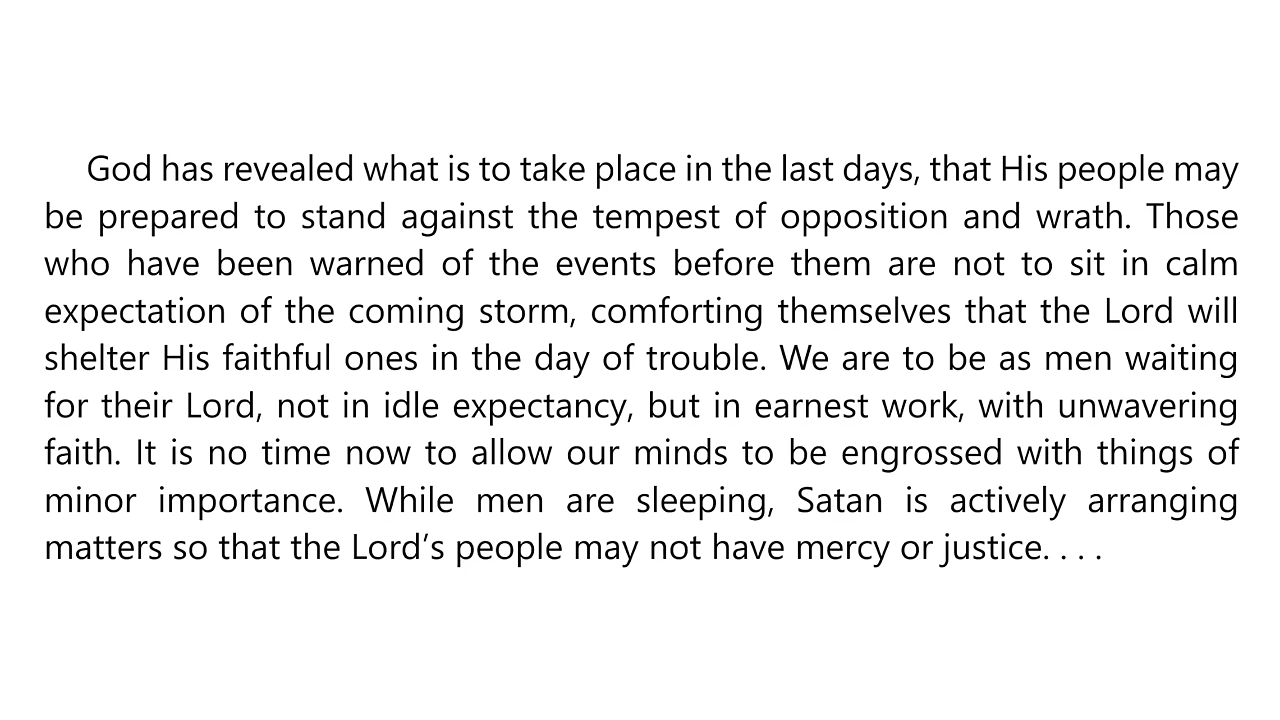 God has revealed what is to take place in the last days, that His people may
be prepared to stand against the tempest of opposition and wrath. Those
who have been warned of the events before them are not to sit in calm
expectation of the coming storm, comforting themselves that the Lord will
shelter His faithful ones in the day of trouble. We are to be as men waiting
for their Lord, not in idle expectancy, but in earnest work, with unwavering
faith. It is no time now to allow our minds to be engrossed with things of
minor importance. While men are sleeping, Satan is actively arranging
matters so that the Lord’s people may not have mercy or justice. . . .